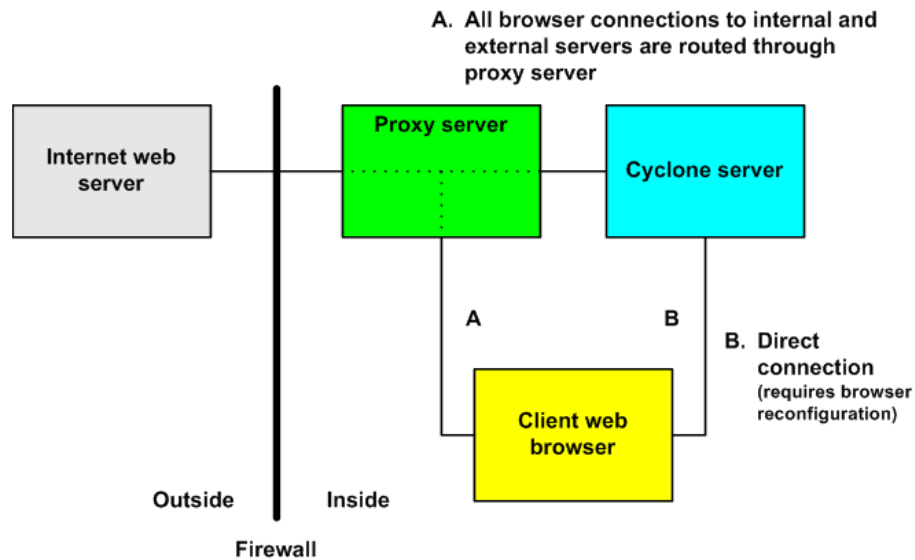 A. All browser connections to internal and
external servers are routed through
proxy server
Internet web
server
Proxy server
Cyclone server
A
B
B. Direct
connection
(requires browser
reconfiguration)
Client web
browser
Outside
Inside
Firewall